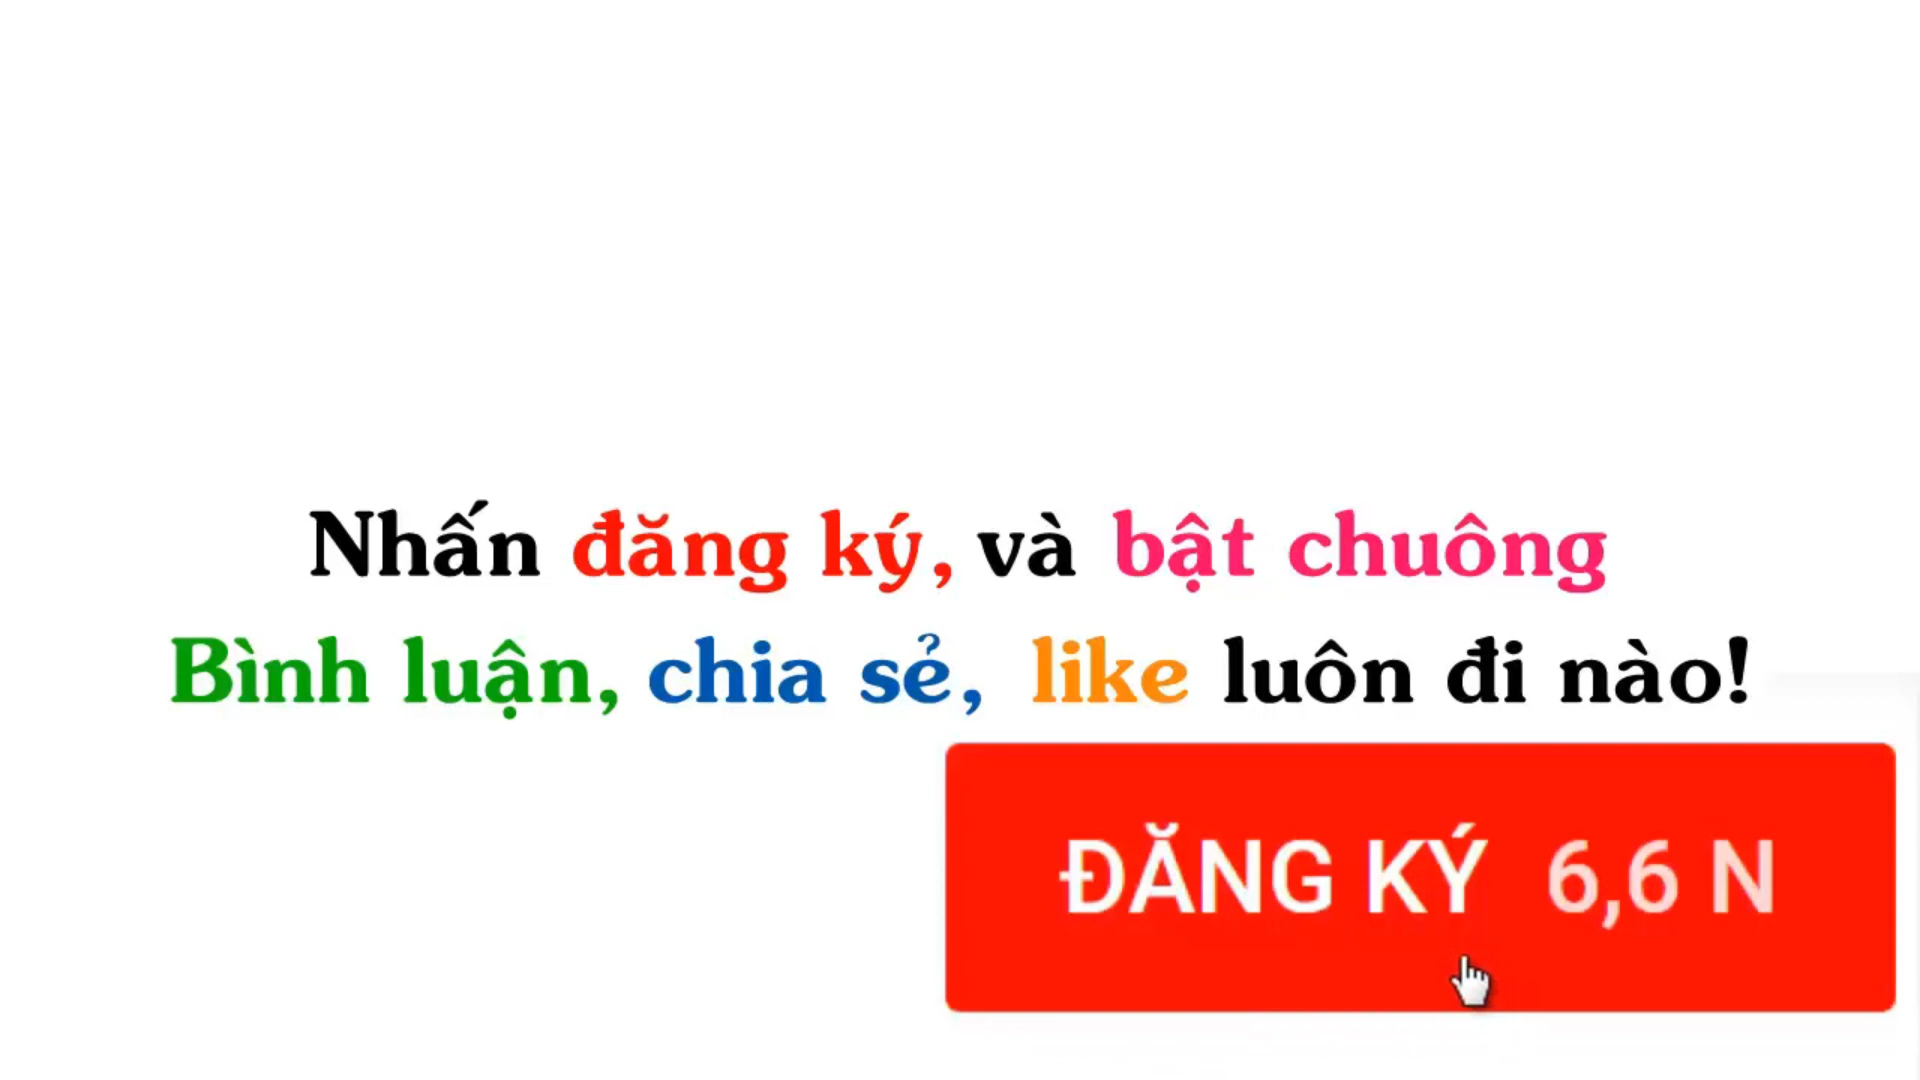 Nhấn đăng ký, và bật chuông
Bình luận, chia sẻ, like luôn đi nào!
ĐĂNG KÝ 6,6 N